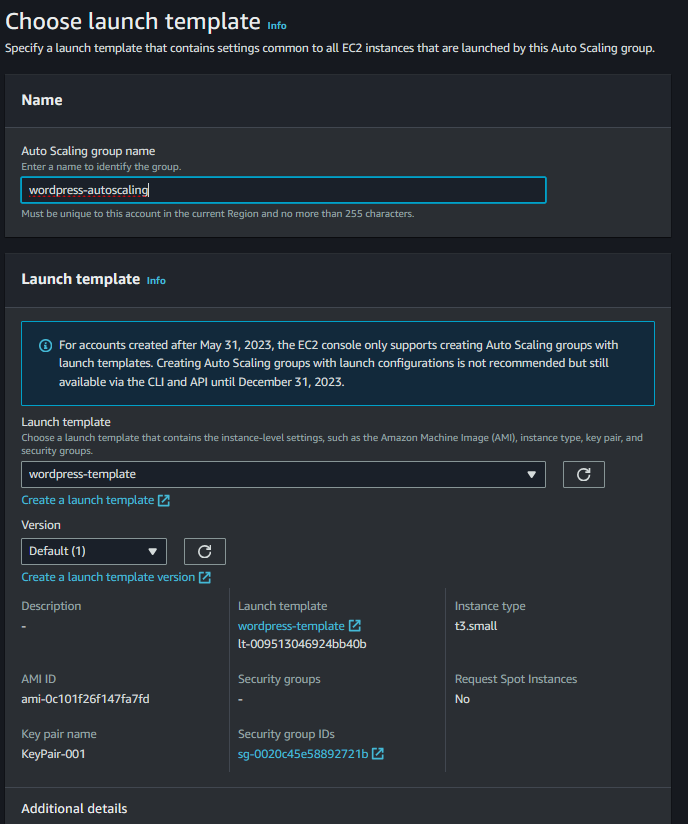 Choose launch template Info
Specify a launch template that contains settings common to all EC2 instances that are launched by this Auto Scaling group.
Name
Auto Scaling group name
Enter a name to identify the group.
wordpress-autoscaling
Must be unique to this account in the current Region and no more than 255 characters.
Launch template Info
For accounts created after May 31, 2023, the EC2 console only supports creating Auto Scaling groups with
launch templates. Creating Auto Scaling groups with launch configurations is not recommended but still
available via the CLI and API until December 31, 2023.
Launch template
Choose a launch template that contains the instance-level settings, such as the Amazon Machine Image (AMI), instance type, key pair, and
security groups.
wordpress-template
Create a launch template
Version
Default (1)
Create a launch template version
Description
-
Launch template
wordpress-template
lt-009513046924bb40b
Instance type
t3.small
AMI ID
ami-0c101f26f147fa7fd
Security groups
-
Request Spot Instances
No
Key pair name
KeyPair-001
Security group IDs
sg-0020c45e58892721b
Additional details